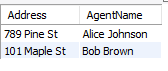 Address AgentName
789 Pine St Alice Johnson
101 Maple St Bob Brown